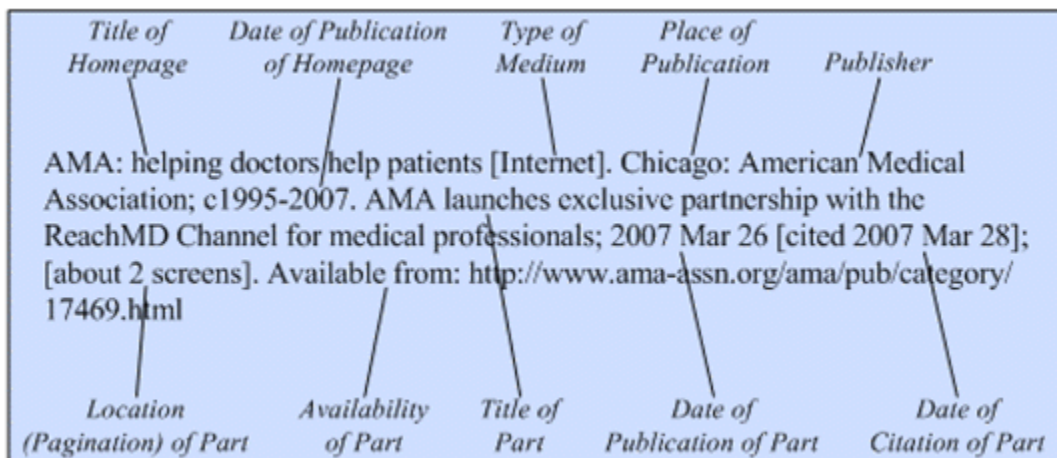 Title of Date of Publication Type of Place of
Homepage of Homepage Medium Publication Publisher
AMA: helping doctors help patients [Internet]. Chicago: American Medical
Association; c1995-2007. AMA launches exclusive partnership with the
ReachMD Channel for medical professionals; 2007 Mar 26 [cited 2007 Mar 28];
[about 2 screens]. Available from: http://www.ama-assn.org/ama/pub/category/
17469.html
Location Availability Title of Date of Date of
(Pagination) of Part of Part Part Publication of Part Citation of Part